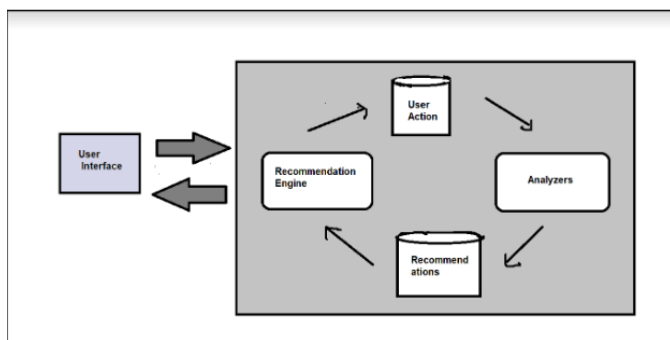 User
Action
User
Interface
Recommendation
Engine
Analyzers
Recommend
ations